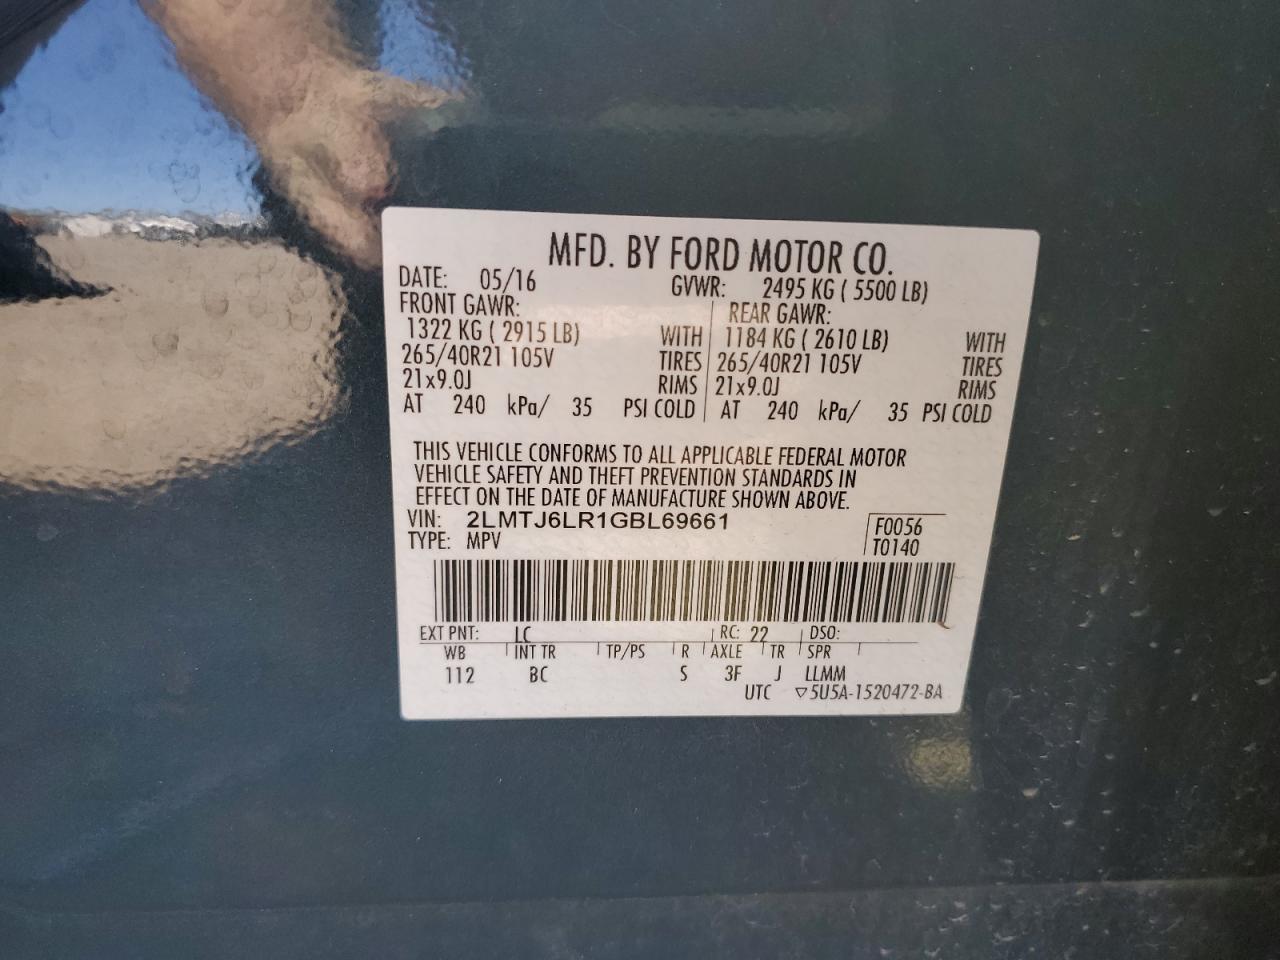 MFD. BY FORD MOTOR CO.
DATE: 05/16 GVWR: 2495 KG ( 5500 LB)
FRONT GAWR: REAR GAWR:
1322 KG ( 2915 LB) WITH 1184 KG ( 2610 LB) WITH
265/40R21 105V TIRES 265/40R21 105V TIRES
21x9.0J RIMS 21x9.0J RIMS
AT 240 kPa/ 35 PSI COLD AT 240 kPa/ 35 PSI COLD
THIS VEHICLE CONFORMS TO ALL APPLICABLE FEDERAL MOTOR
VEHICLE SAFETY AND THEFT PREVENTION STANDARDS IN
EFFECT ON THE DATE OF MANUFACTURE SHOWN ABOVE.
VIN: 2LMTJ6LR1GBL69661 F0056
TYPE: MPV T0140
EXT PNT: LC RC: 22 DSO:
WB INT TR TP/PS R AXLE TR SPR
112 BC S 3F J LLMM
UTC ▽5U5A-1520472-BA